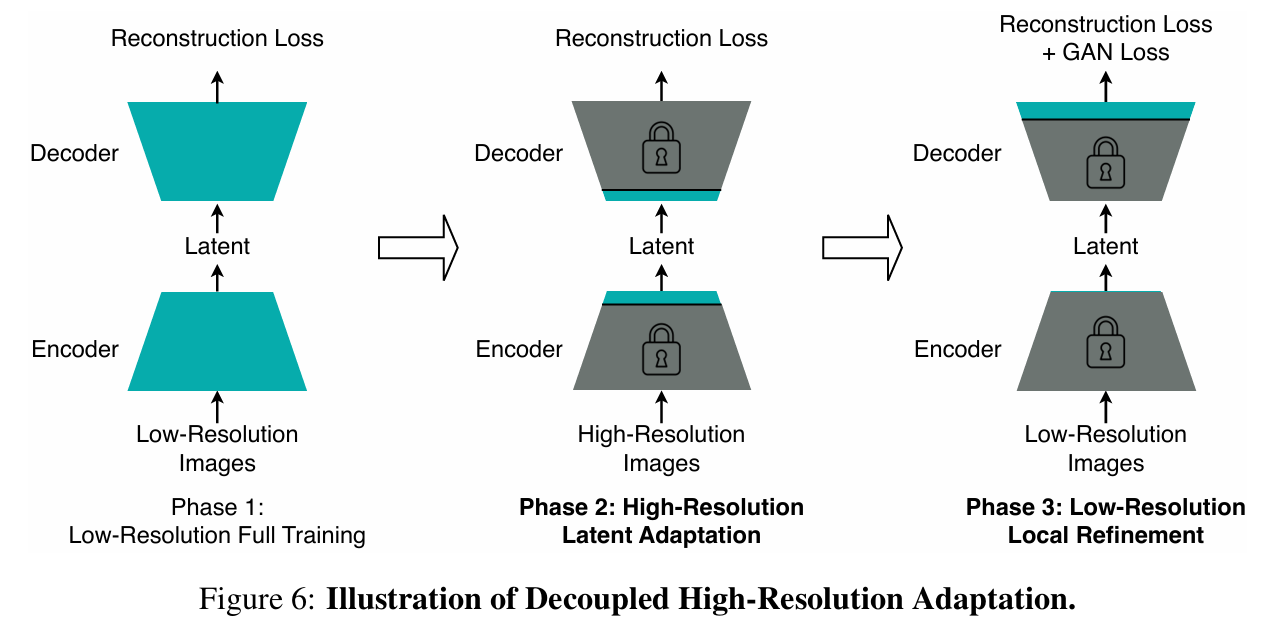 Reconstruction Loss
Decoder
Latent
Encoder
Low-Resolution
Images
Phase 1:
Low-Resolution Full Training
Reconstruction Loss
Decoder
Latent
Encoder
High-Resolution
Images
Phase 2: High-Resolution
Latent Adaptation
Reconstruction Loss
+ GAN Loss
Decoder
Latent
Encoder
Low-Resolution
Images
Phase 3: Low-Resolution
Local Refinement
Figure 6: Illustration of Decoupled High-Resolution Adaptation.